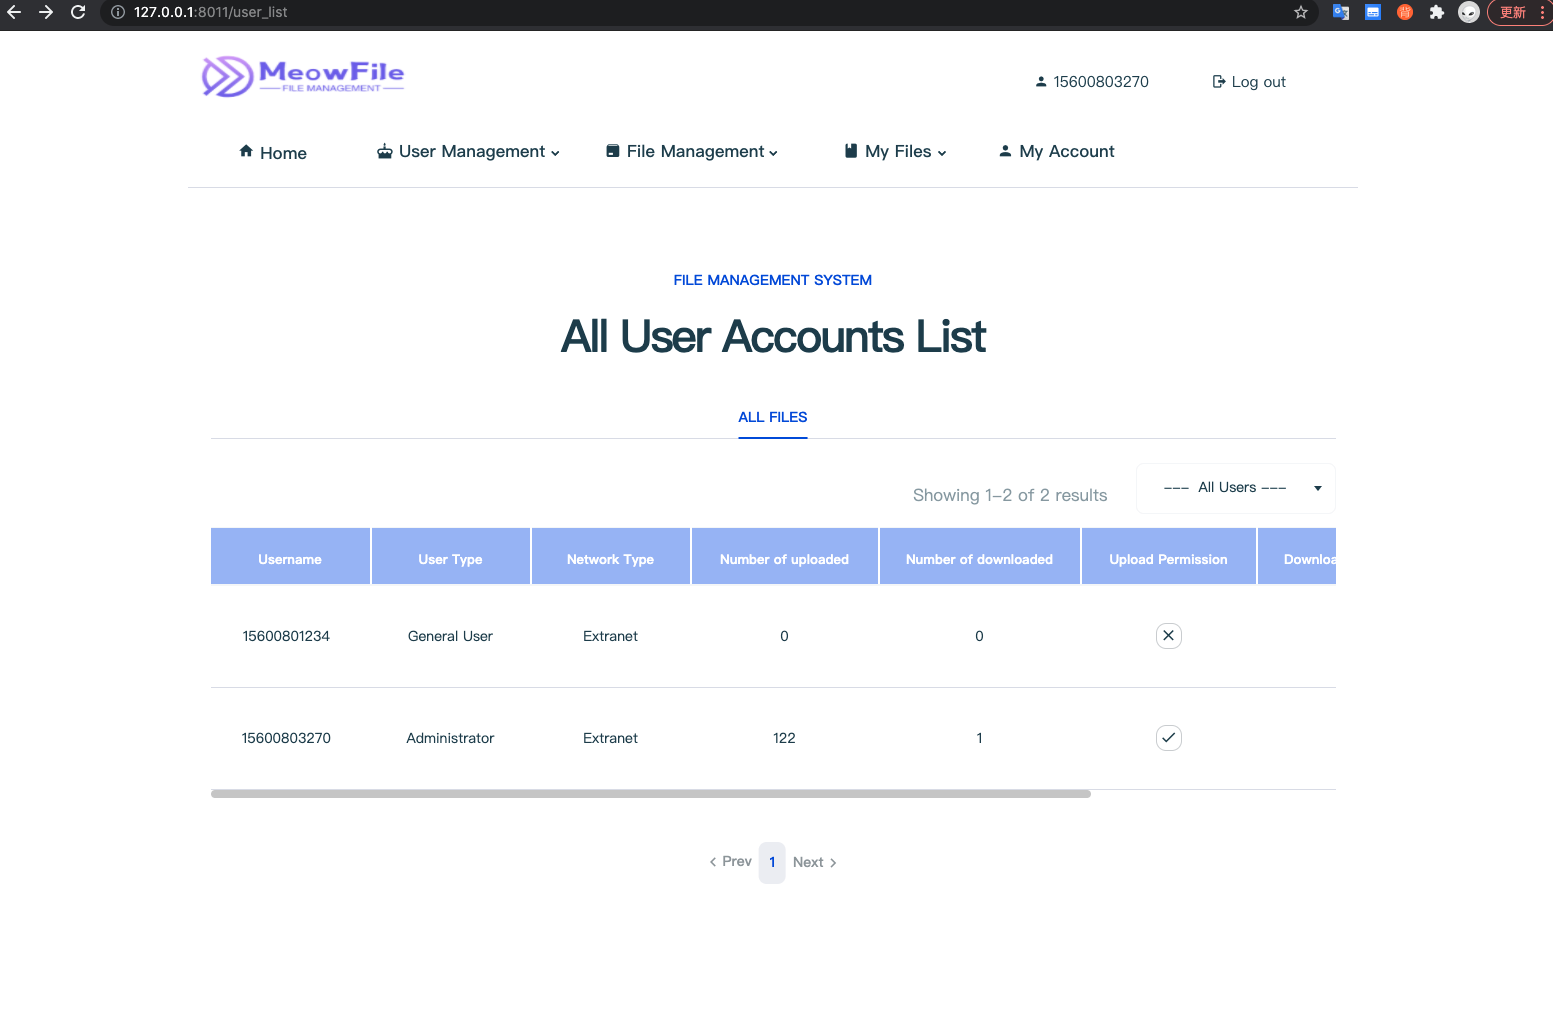 127.0.0.1:8011/user_list
更新
MeowFile
FILE MANAGEMENT
15600803270
Log out
Home
User Management
File Management
My Files
My Account
FILE MANAGEMENT SYSTEM
All User Accounts List
ALL FILES
Showing 1-2 of 2 results
--- All Users ---
Username User Type Network Type Number of uploaded Number of downloaded Upload Permission Downloa
15600801234 General User Extranet 0 0
15600803270 Administrator Extranet 122 1
Prev 1 Next